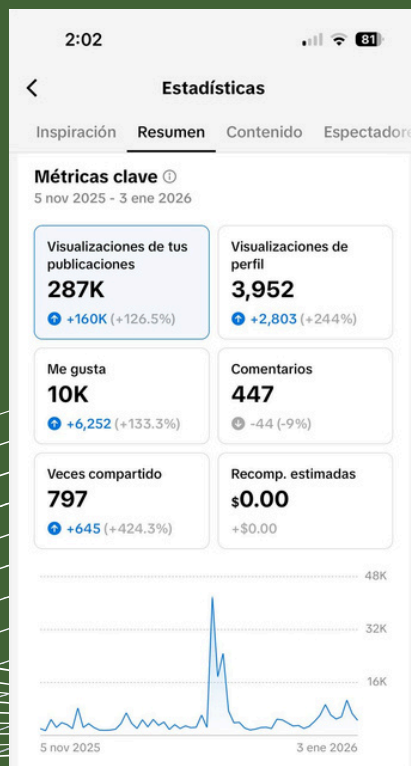 2:02
81
Estadísticas
Inspiración Resumen Contenido Espectadore
Métricas clave
5 nov 2025 - 3 ene 2026
Visualizaciones de tus
publicaciones
287K
+160K (+126.5%)
Visualizaciones de
perfil
3,952
+2,803 (+244%)
Me gusta
10K
+6,252 (+133.3%)
Comentarios
447
-44 (-9%)
Veces compartido
797
+645 (+424.3%)
Recomp. estimadas
$0.00
+$0.00
48K
32K
16K
5 nov 2025
3 ene 2026